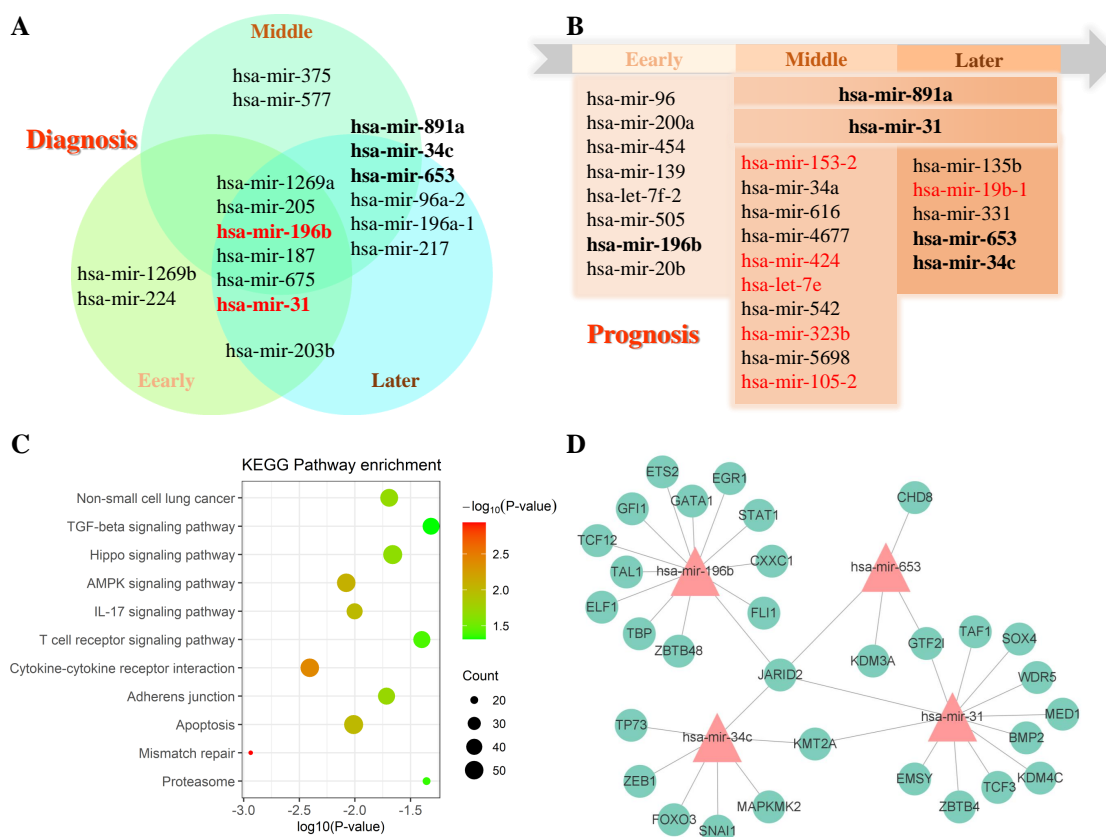 A
Middle
hsa-mir-375
hsa-mir-577
Diagnosis
hsa-mir-891a
hsa-mir-34c
hsa-mir-653
hsa-mir-96a-2
hsa-mir-196a-1
hsa-mir-217
hsa-mir-1269a
hsa-mir-205
hsa-mir-196b
hsa-mir-187
hsa-mir-675
hsa-mir-31
hsa-mir-1269b
hsa-mir-224
hsa-mir-203b
Eearly
Later
B
Eearly
Middle
Later
hsa-mir-96
hsa-mir-200a
hsa-mir-454
hsa-mir-139
hsa-let-7f-2
hsa-mir-505
hsa-mir-196b
hsa-mir-20b
hsa-mir-891a
hsa-mir-31
hsa-mir-153-2
hsa-mir-34a
hsa-mir-616
hsa-mir-4677
hsa-mir-424
hsa-let-7e
hsa-mir-542
hsa-mir-323b
hsa-mir-5698
hsa-mir-105-2
hsa-mir-135b
hsa-mir-19b-1
hsa-mir-331
hsa-mir-653
hsa-mir-34c
Prognosis
C
KEGG Pathway enrichment
Non-small cell lung cancer
TGF-beta signaling pathway
Hippo signaling pathway
AMPK signaling pathway
IL-17 signaling pathway
T cell receptor signaling pathway
Cytokine-cytokine receptor interaction
Adherens junction
Apoptosis
Mismatch repair
Proteasome
-3.0 -2.5 -2.0 -1.5
log10(P-value)
−log10(P-value)
2.5
2.0
1.5
Count
20
30
40
50
D
ETS2
EGR1
GFI1
GATA1
STAT1
TCF12
CXXC1
TAL1
hsa-mir-196b
ELF1
FLI1
TBP
ZBTB48
CHD8
hsa-mir-653
KDM3A
GTF2I
TAF1
SOX4
JARID2
WDR5
MED1
hsa-mir-31
BMP2
KDM4C
TCF3
ZBTB4
EMSY
TP73
hsa-mir-34c
KMT2A
ZEB1
FOXO3
SNAI1
MAPKMK2